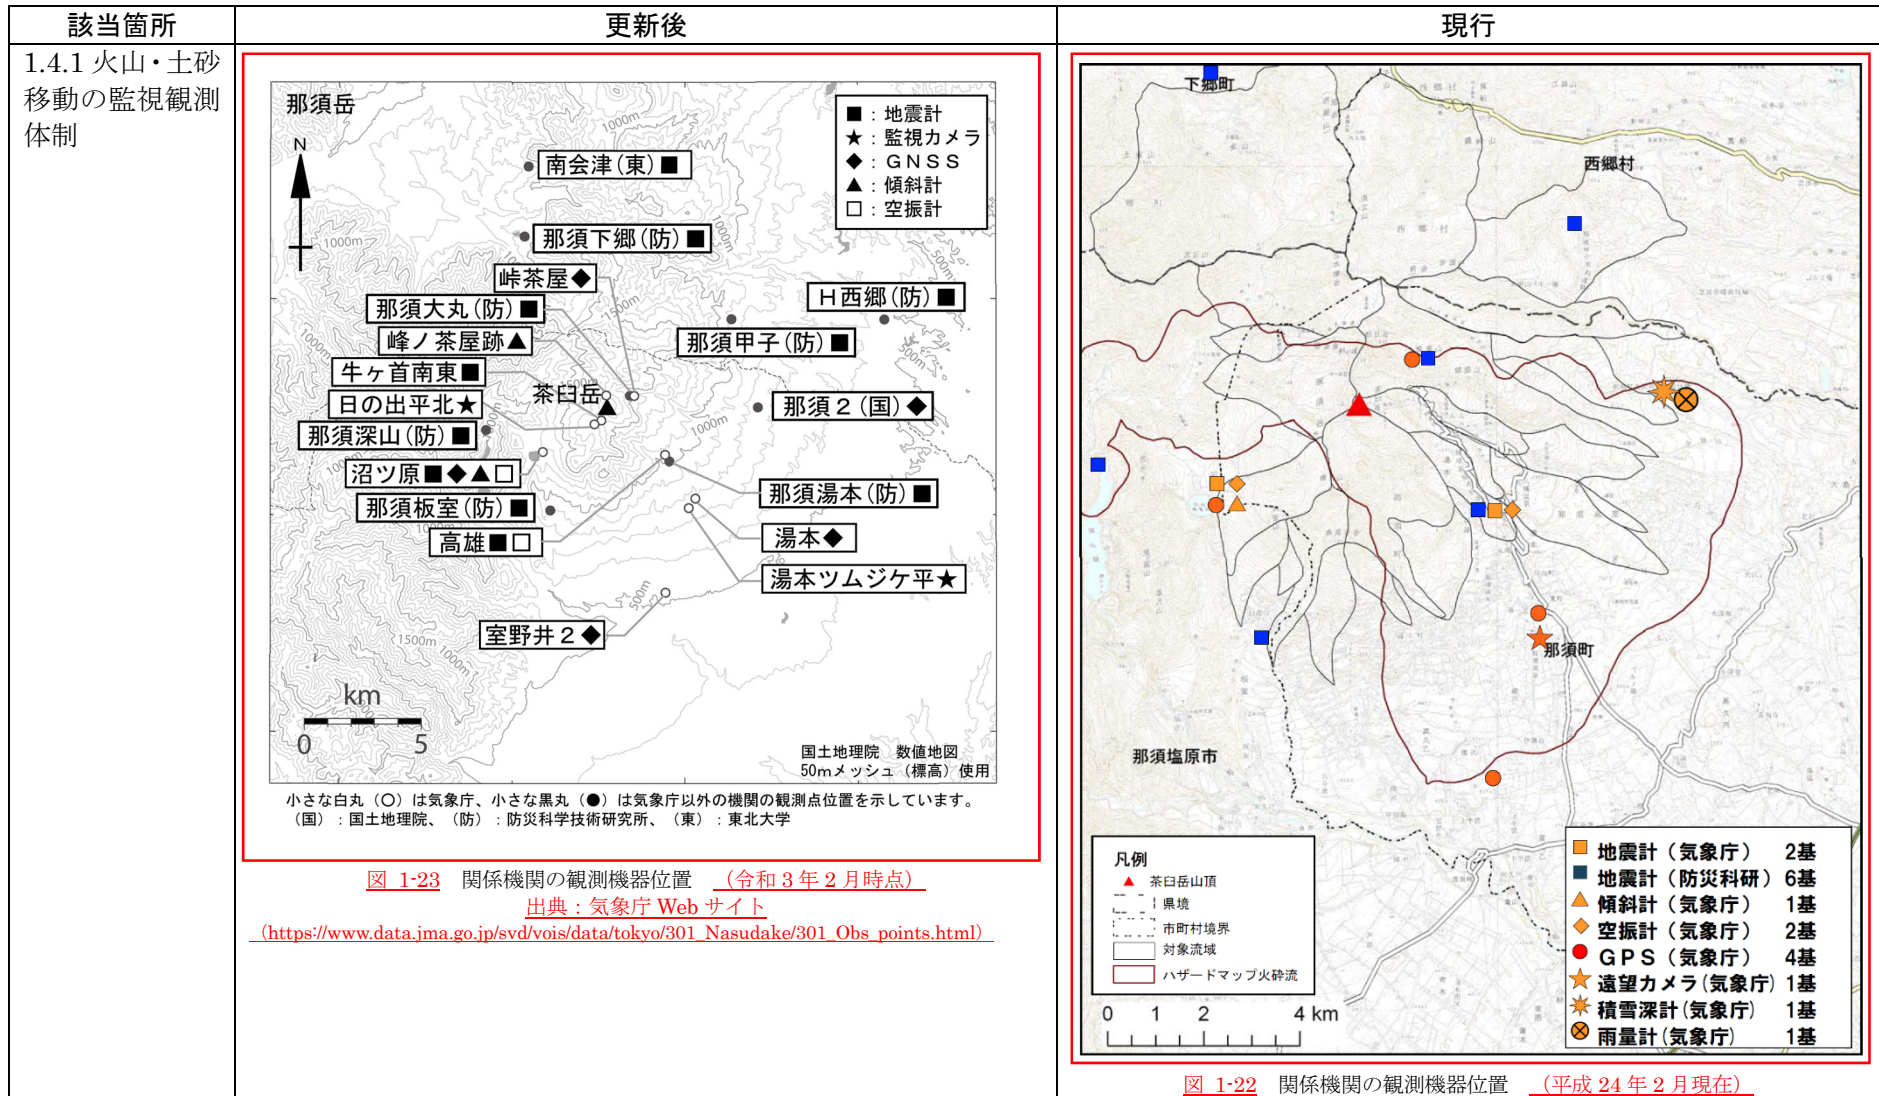 該当箇所
更新後
現行
1.4.1 火山・土砂
移動の監視観測
体制
那須岳
N
■：地震計
★：監視カメラ
◆：ＧＮＳＳ
▲：傾斜計
□：空振計
南会津(東)■
那須下郷(防)■
峠茶屋◆
那須大丸(防)■
峰ノ茶屋跡▲
牛ヶ首南東■
日の出平北★
那須深山(防)■
沼ツ原■◆▲□
那須板室(防)■
高雄■□
茶臼岳
Ｈ西郷(防)■
那須甲子(防)■
那須２(国)◆
那須湯本(防)■
湯本◆
湯本ツムジケ平★
室野井２◆
1000m
1000m
1000m
1500m
1000m
500m
500m
500m
1000m
1500m
1000m
km
0 5
国土地理院　数値地図
50mメッシュ（標高）使用
小さな白丸（○）は気象庁、小さな黒丸（●）は気象庁以外の機関の観測点位置を示しています。
（国）：国土地理院、（防）：防災科学技術研究所、（東）：東北大学
図 1-23　関係機関の観測機器位置　（令和 3 年 2 月時点）
出典：気象庁 Web サイト
（https://www.data.jma.go.jp/svd/vois/data/tokyo/301_Nasudake/301_Obs_points.html）
下郷町
西郷村
西郷村
那須町
那須塩原市
凡例
茶臼岳山頂
県境
市町村境界
対象流域
ハザードマップ火砕流
0 1 2 4 km
地震計（気象庁） 2基
地震計（防災科研）6基
傾斜計（気象庁） 1基
空振計（気象庁） 2基
ＧＰＳ（気象庁） 4基
遠望カメラ(気象庁) 1基
積雪深計(気象庁) 1基
雨量計(気象庁) 1基
図 1-22　関係機関の観測機器位置　（平成 24 年 2 月現在）